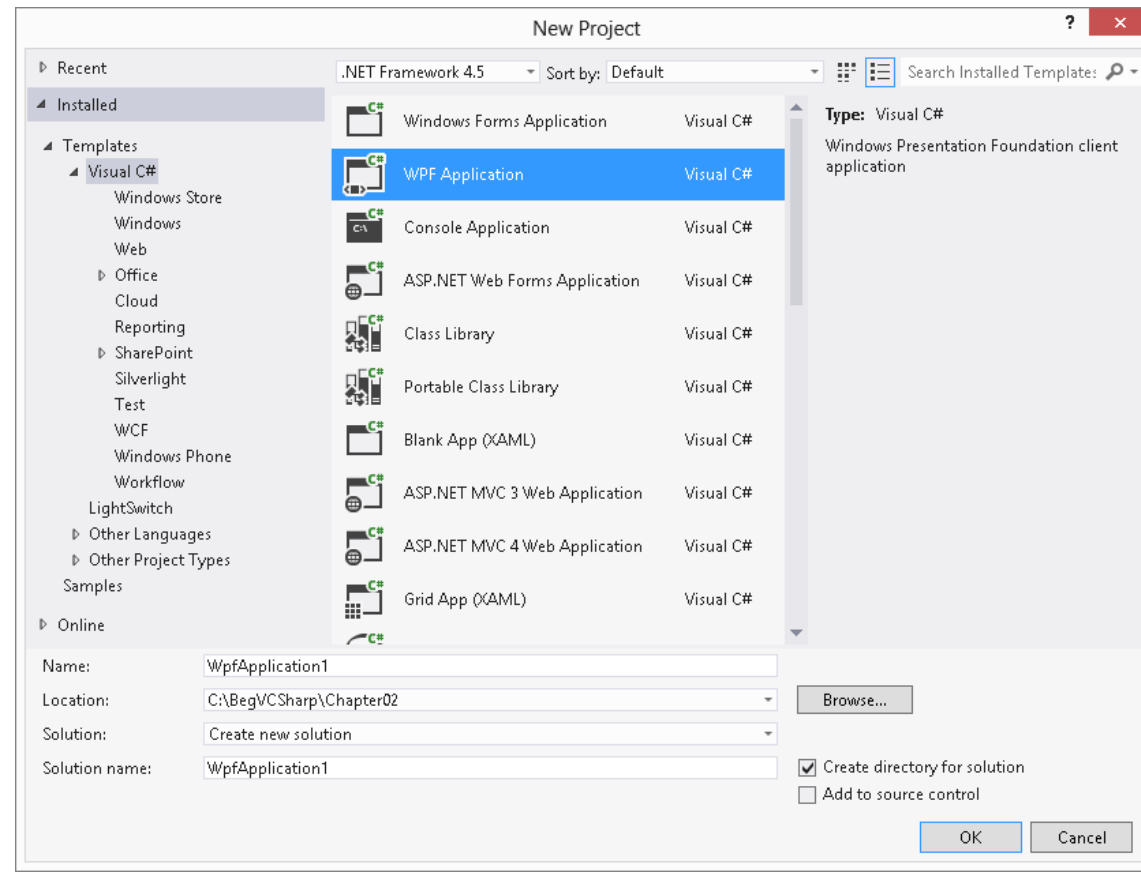 New Project
? ×
Recent
Installed
Templates
Visual C#
Windows Store
Windows
Web
Office
Cloud
Reporting
SharePoint
Silverlight
Test
WCF
Windows Phone
Workflow
LightSwitch
Other Languages
Other Project Types
Samples
Online
.NET Framework 4.5 Sort by: Default
Search Installed Template:
Windows Forms Application Visual C#
WPF Application Visual C#
Console Application Visual C#
ASP.NET Web Forms Application Visual C#
Class Library Visual C#
Portable Class Library Visual C#
Blank App (XAML) Visual C#
ASP.NET MVC 3 Web Application Visual C#
ASP.NET MVC 4 Web Application Visual C#
Grid App (XAML) Visual C#
Type: Visual C#
Windows Presentation Foundation client
application
Name: WpfApplication1
Location: C:\BegVCSharp\Chapter02
Browse...
Solution: Create new solution
Solution name: WpfApplication1
Create directory for solution
Add to source control
OK Cancel